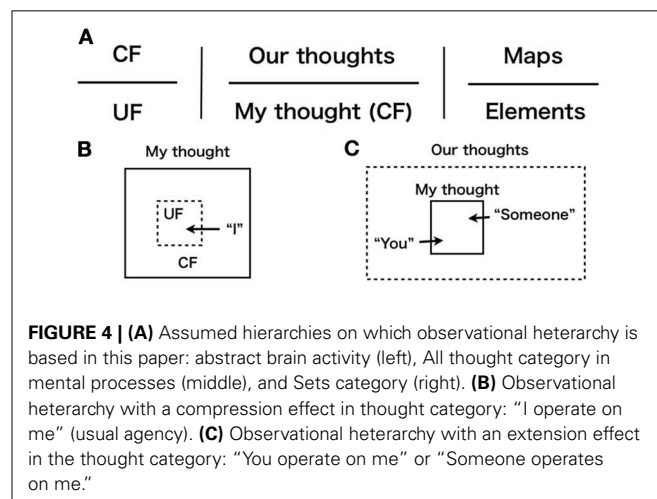 A
CF Our thoughts Maps
UF My thought (CF) Elements
B My thought
UF
"I"
CF
C Our thoughts
My thought
"Someone"
"You"
FIGURE 4 | (A) Assumed hierarchies on which observational heterarchy is
based in this paper: abstract brain activity (left), All thought category in
mental processes (middle), and Sets category (right). (B) Observational
heterarchy with a compression effect in thought category: "I operate on
me" (usual agency). (C) Observational heterarchy with an extension effect
in the thought category: "You operate on me" or "Someone operates
on me."